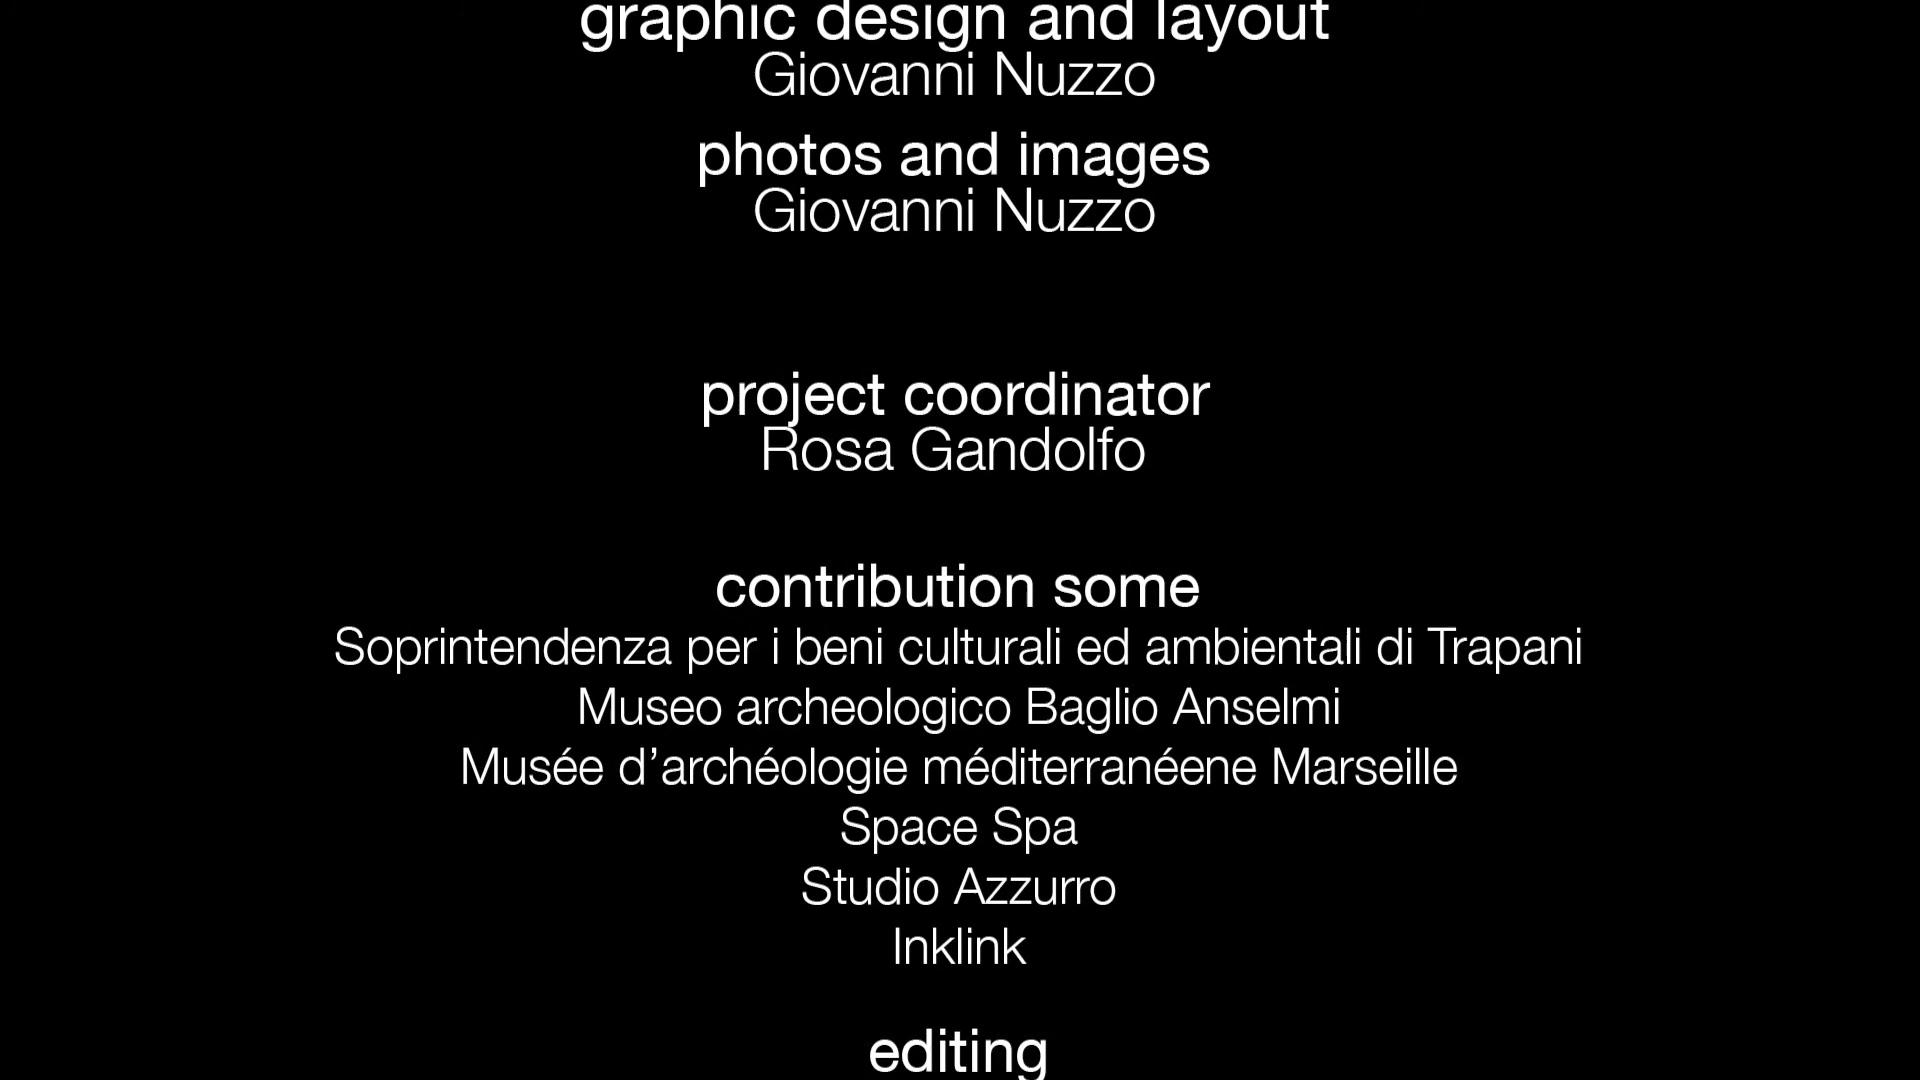 graphic design and layout
Giovanni Nuzzo
photos and images
Giovanni Nuzzo
project coordinator
Rosa Gandolfo
contribution some
Soprintendenza per i beni culturali ed ambientali di Trapani
Museo archeologico Baglio Anselmi
Musée d’archéologie méditerranéene Marseille
Space Spa
Studio Azzurro
Inklink
editing